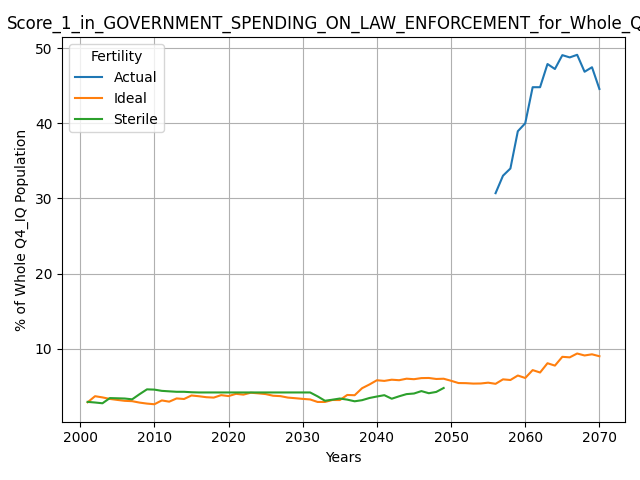 Score_1_in_GOVERNMENT_SPENDING_ON_LAW_ENFORCEMENT_for_Whole_Q
Fertility
Actual
Ideal
Sterile
% of Whole Q4_IQ Population
50
40
30
20
10
2000 2010 2020 2030 2040 2050 2060 2070
Years